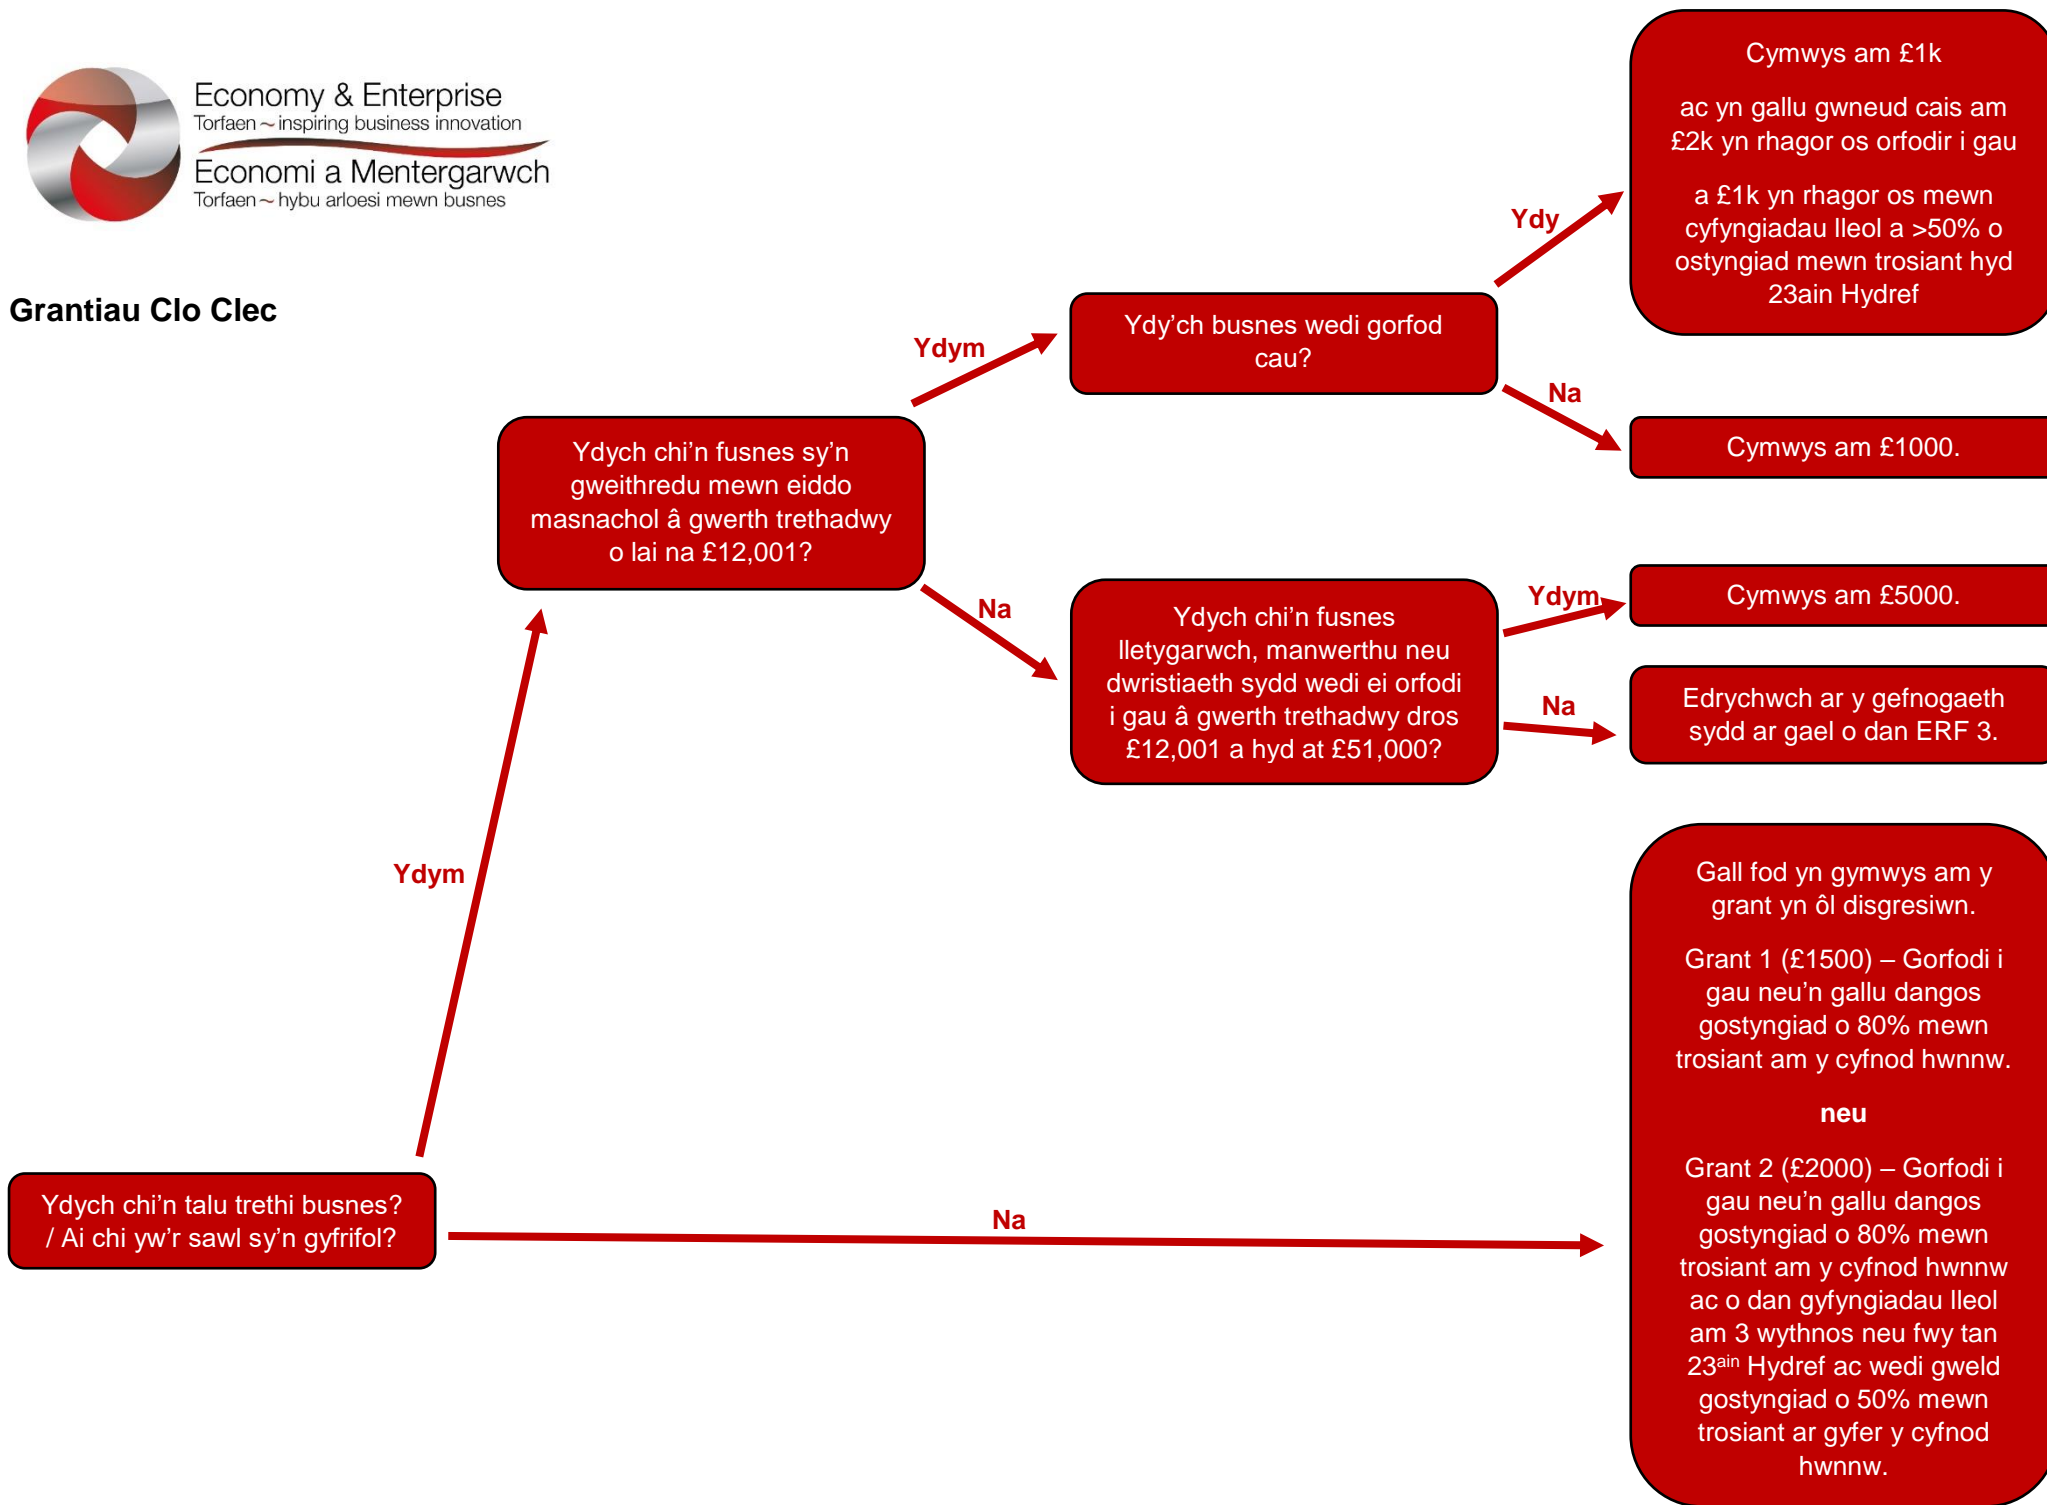 Economy & Enterprise
Torfaen ~ inspiring business innovation
Economi a Mentergarwch
Torfaen ~ hybu arloesi mewn busnes
Grantiau Clo Clec
Ydych chi'n talu trethi busnes?
/ Ai chi yw'r sawl sy'n gyfrifol?
Ydym
Na
Ydych chi'n fusnes sy'n
gweithredu mewn eiddo
masnachol â gwerth trethadwy
o lai na £12,001?
Ydym
Na
Ydy'ch busnes wedi gorfod
cau?
Ydy
Na
Ydych chi'n fusnes
lletygarwch, manwerthu neu
dwristiaeth sydd wedi ei orfodi
i gau â gwerth trethadwy dros
£12,001 a hyd at £51,000?
Ydym
Na
Cymwys am £1k
ac yn gallu gwneud cais am
£2k yn rhagor os orfodir i gau
a £1k yn rhagor os mewn
cyfyngiadau lleol a >50% o
ostyngiad mewn trosiant hyd
23ain Hydref
Cymwys am £1000.
Cymwys am £5000.
Edrychwch ar y gefnogaeth
sydd ar gael o dan ERF 3.
Gall fod yn gymwys am y
grant yn ôl disgresiwn.
Grant 1 (£1500) – Gorfodi i
gau neu'n gallu dangos
gostyngiad o 80% mewn
trosiant am y cyfnod hwnnw.
neu
Grant 2 (£2000) – Gorfodi i
gau neu'n gallu dangos
gostyngiad o 80% mewn
trosiant am y cyfnod hwnnw
ac o dan gyfyngiadau lleol
am 3 wythnos neu fwy tan
23ain Hydref ac wedi gweld
gostyngiad o 50% mewn
trosiant ar gyfer y cyfnod
hwnnw.